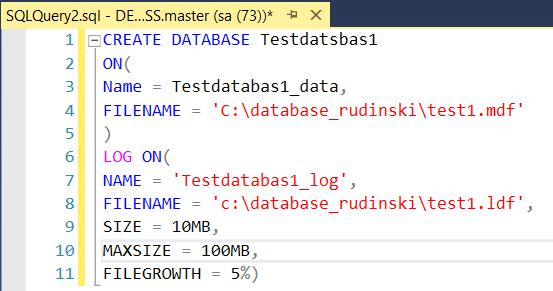 SQLQuery2.sql - DE...SS.master (sa (73))*
1 CREATE DATABASE Testdatsbas1
2 ON(
3 Name = Testdatabas1_data,
4 FILENAME = 'C:\database_rudinski\test1.mdf'
5 )
6 LOG ON(
7 NAME = 'Testdatabas1_log',
8 FILENAME = 'c:\database_rudinski\test1.ldf',
9 SIZE = 10MB,
10 MAXSIZE = 100MB,
11 FILEGROWTH = 5%)